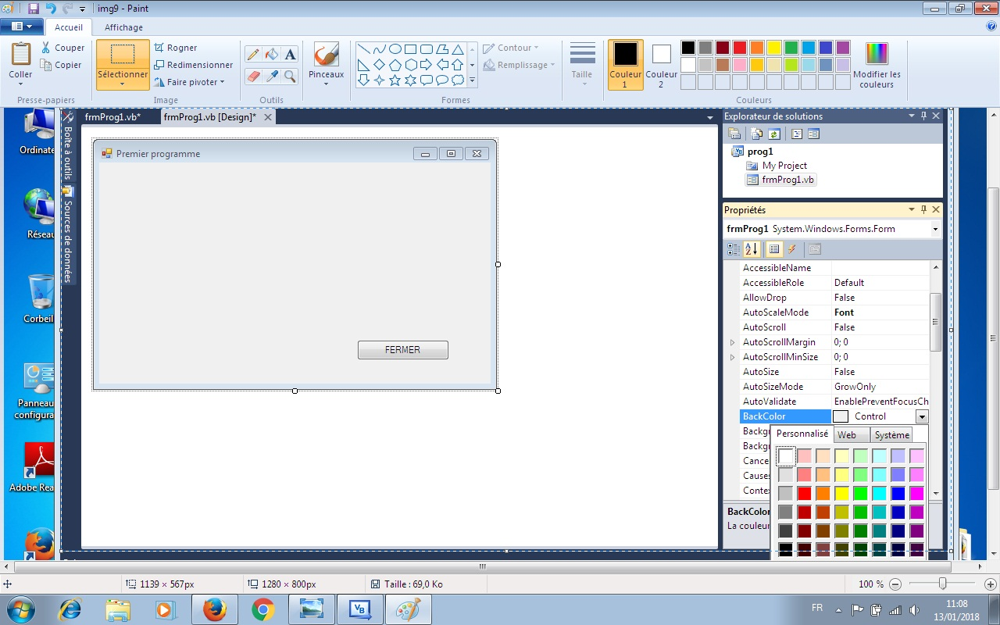 img9 - Paint
Accueil
Affichage
Coller
Couper
Copier
Presse-papiers
Sélectionner
Rogner
Redimensionner
Faire pivoter
Image
A
Outils
Pinceaux
Contour
Remplissage
Formes
Taille
Couleur 1
Couleur 2
Modifier les couleurs
Couleurs
Ordinate
Réseau
Corbeil
Panneau
configura
Adobe Rea
Boîte à outils
Sources de données
frmProg1.vb*
frmProg1.vb [Design]*
Premier programme
FERMER
Explorateur de solutions
prog1
My Project
frmProg1.vb
Propriétés
frmProg1 System.Windows.Forms.Form
AccessibleName
AccessibleRole Default
AllowDrop False
AutoScaleMode Font
AutoScroll False
AutoScrollMargin 0; 0
AutoScrollMinSize 0; 0
AutoSize False
AutoSizeMode GrowOnly
AutoValidate EnablePreventFocusCh
BackColor Control
Backgr
Backgr
Cance
Causes
Contex
Personnalisé Web Système
BackColor
La couleur
1139 × 567px
1280 × 800px
Taille : 69,0 Ko
100 %
VB
FR
11:08
13/01/2018